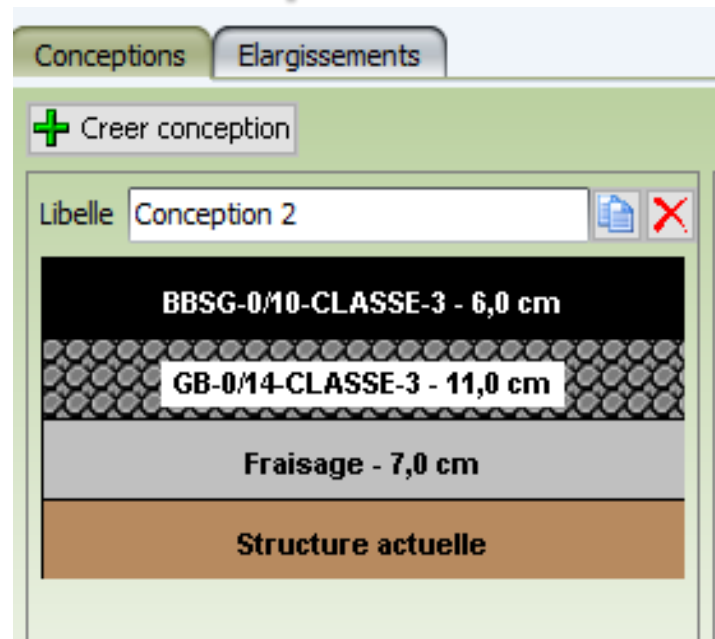 Conceptions Elargissements
Creer conception
Libelle Conception 2
BBSG-0/10-CLASSE-3 - 6,0 cm
GB-0/14-CLASSE-3 - 11,0 cm
Fraisage - 7,0 cm
Structure actuelle